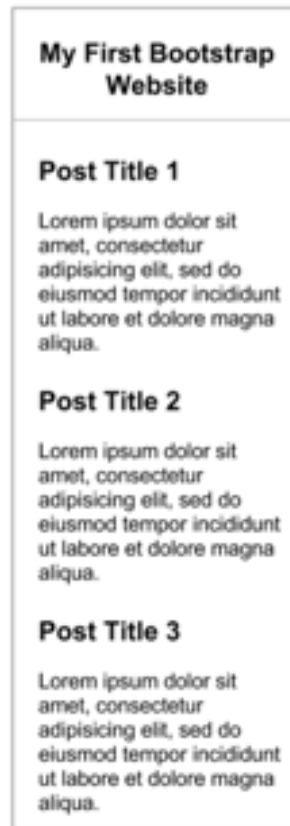 My First Bootstrap
Website
Post Title 1
Lorem ipsum dolor sit
amet, consectetur
adipisicing elit, sed do
eiusmod tempor incididunt
ut labore et dolore magna
aliqua.
Post Title 2
Lorem ipsum dolor sit
amet, consectetur
adipisicing elit, sed do
eiusmod tempor incididunt
ut labore et dolore magna
aliqua.
Post Title 3
Lorem ipsum dolor sit
amet, consectetur
adipisicing elit, sed do
eiusmod tempor incididunt
ut labore et dolore magna
aliqua.